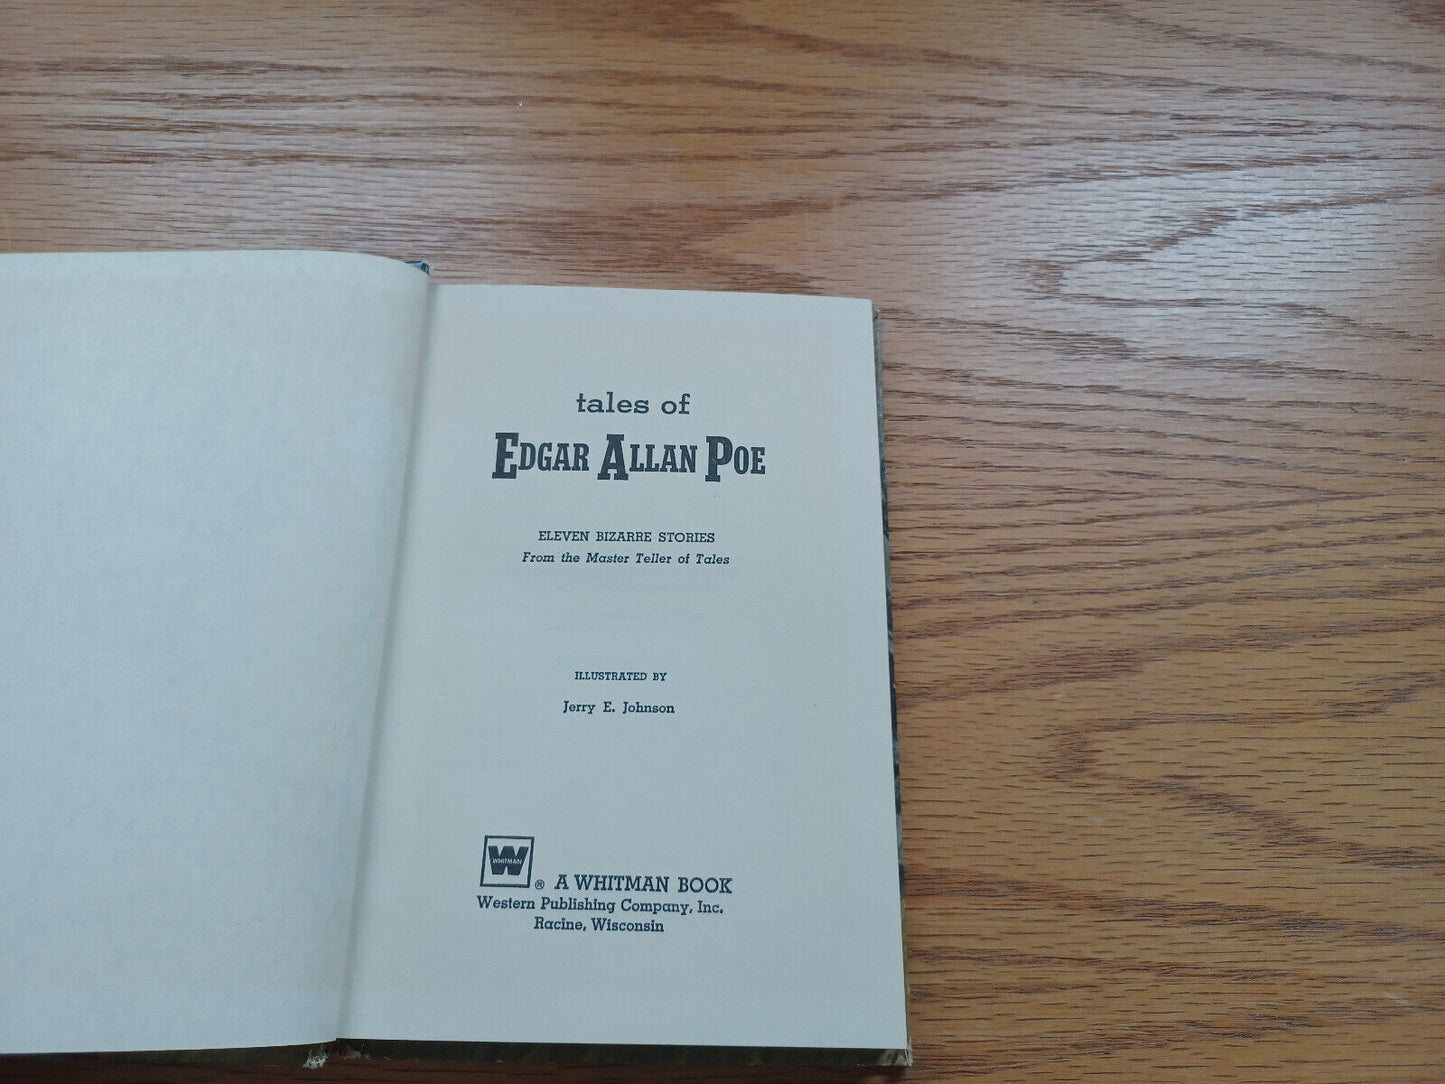 tales of
EDGAR ALLAN POE
ELEVEN BIZARRE STORIES
From the Master Teller of Tales
ILLUSTRATED BY
Jerry E. Johnson
W
WHITMAN
® A WHITMAN BOOK
Western Publishing Company, Inc.
Racine, Wisconsin